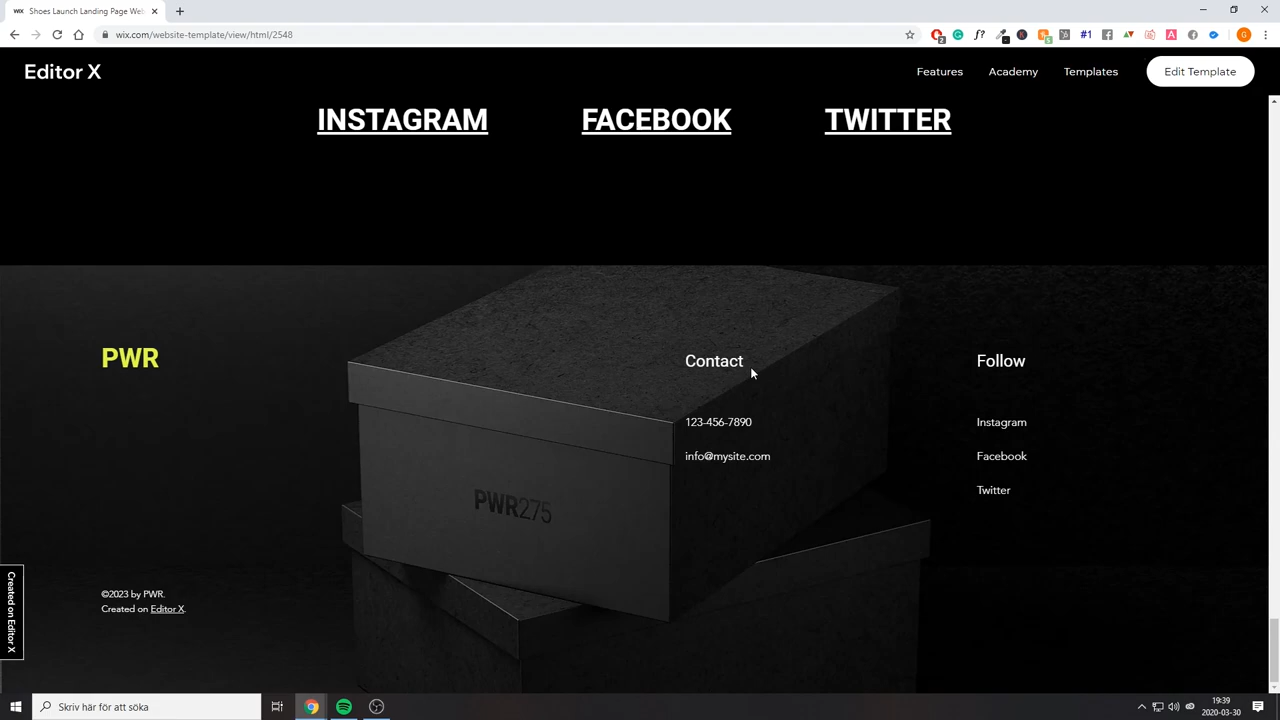 WIX Shoes Launch Landing Page Web
wix.com/website-template/view/html/2548
Editor X
Features
Academy
Templates
Edit Template
INSTAGRAM
FACEBOOK
TWITTER
PWR
Contact
Follow
123-456-7890
Instagram
info@mysite.com
Facebook
Twitter
PWR275
©2023 by PWR.
Created on Editor X.
Created on Editor X
Skriv här för att söka
19:39
2020-03-30